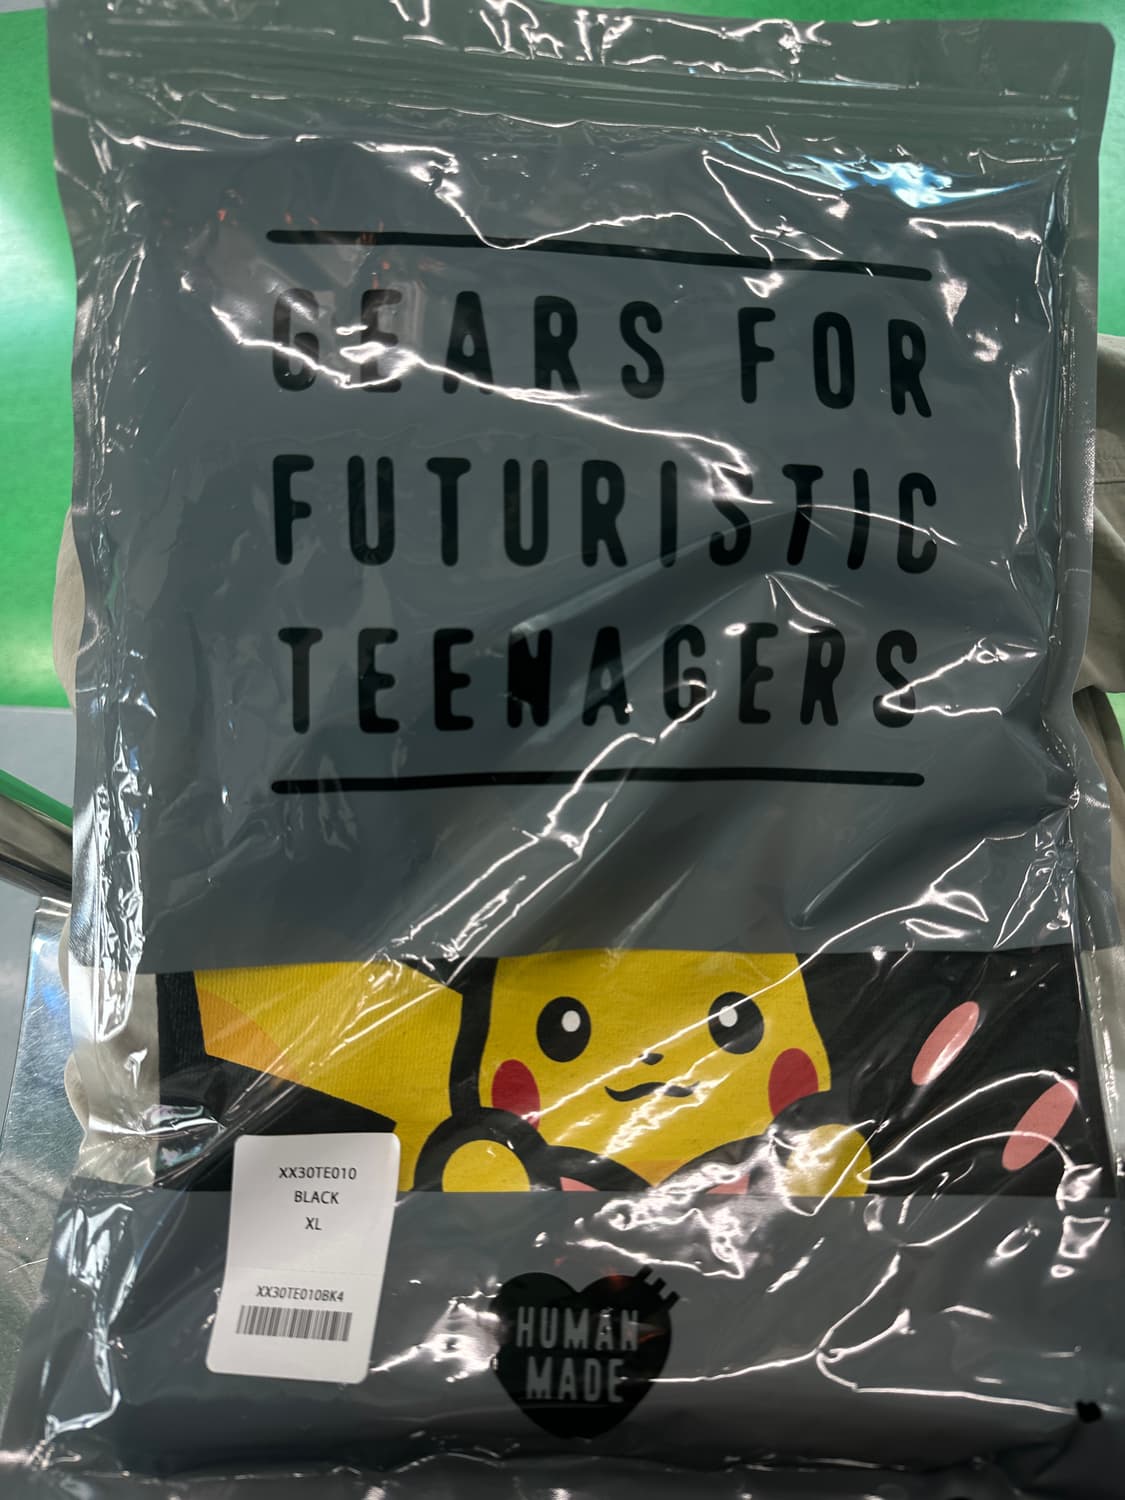 GEARS FOR
FUTURISTIC
TEENAGERS
XX30TE010
BLACK
XL
XX30TE010BK4
HUMAN
MADE